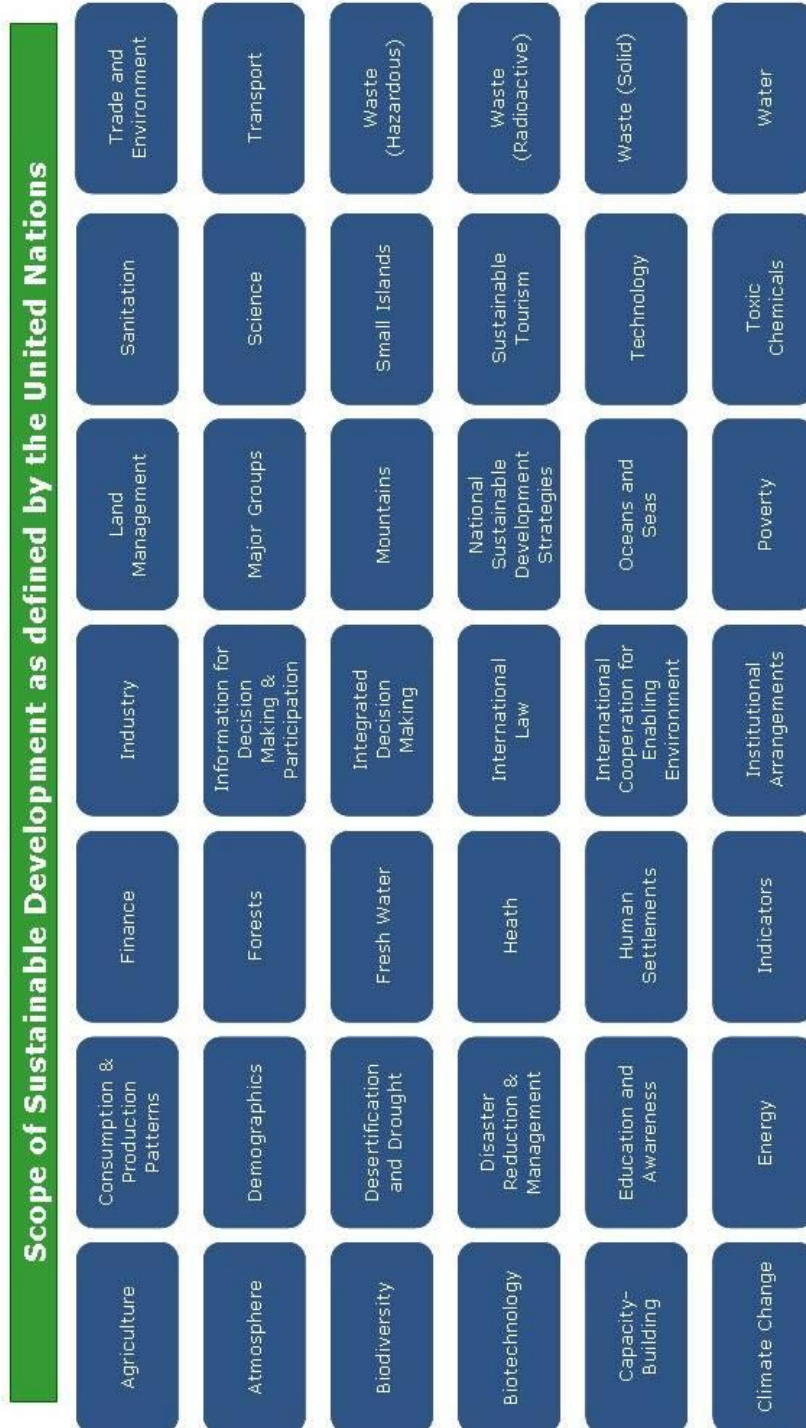 Scope of Sustainable Development as defined by the United Nations
Agriculture
Atmosphere
Biodiversity
Biotechnology
Capacity-
Building
Climate Change
Consumption &
Production
Patterns
Demographics
Desertification
and Drought
Disaster
Reduction &
Management
Education and
Awareness
Energy
Finance
Forests
Fresh Water
Heath
Human
Settlements
Indicators
Industry
Information for
Decision
Making &
Participation
Integrated
Decision
Making
International
Law
International
Cooperation for
Enabling
Environment
Institutional
Arrangements
Land
Management
Major Groups
Mountains
National
Sustainable
Development
Strategies
Oceans and
Seas
Poverty
Sanitation
Science
Small Islands
Sustainable
Tourism
Technology
Toxic
Chemicals
Trade and
Environment
Transport
Waste
(Hazardous)
Waste
(Radioactive)
Waste (Solid)
Water